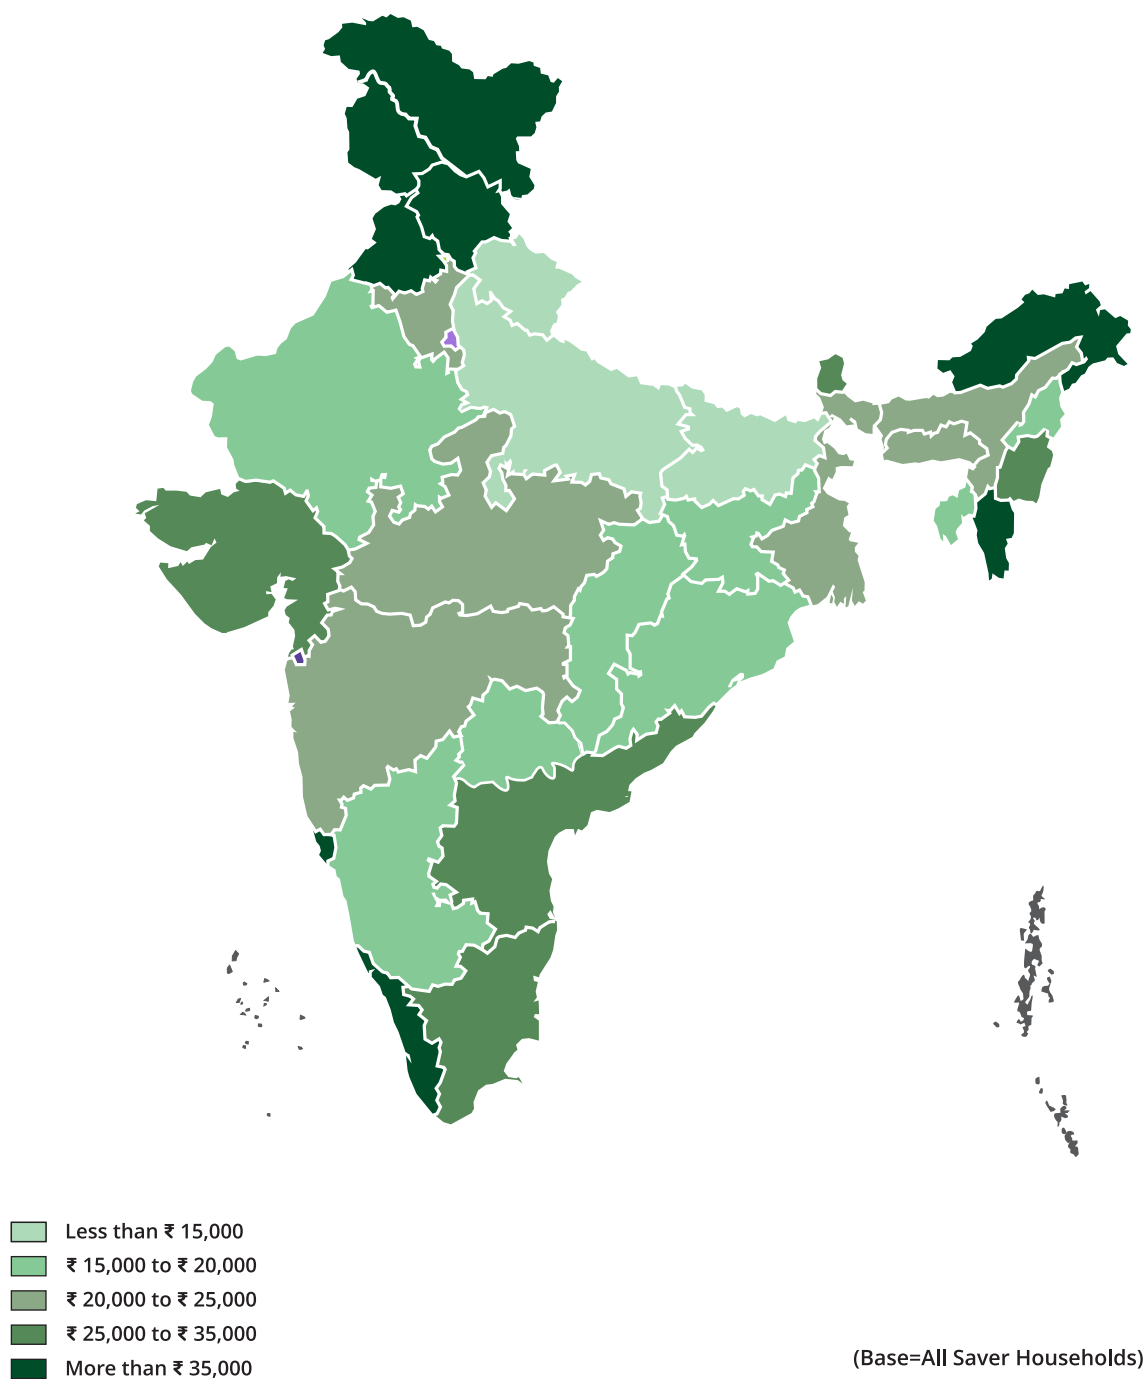 Less than ₹ 15,000
₹ 15,000 to ₹ 20,000
₹ 20,000 to ₹ 25,000
₹ 25,000 to ₹ 35,000
More than ₹ 35,000
(Base=All Saver Households)